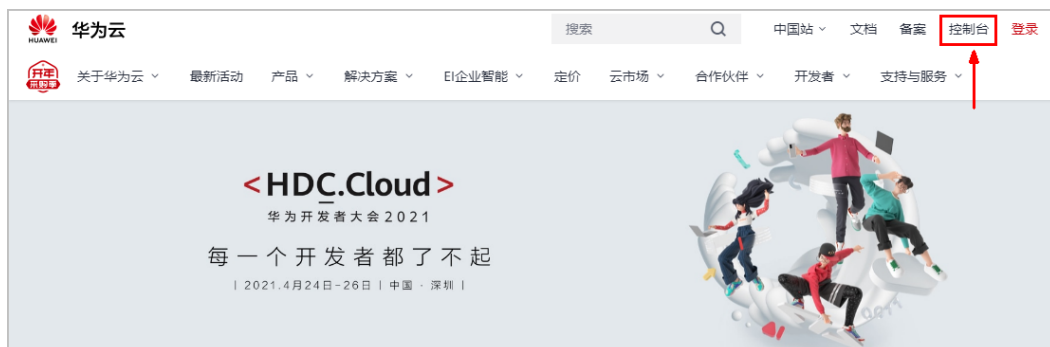 HUAWEI 华为云 搜索 中国站 文档 备案 控制台 登录
开年采购季 关于华为云 最新活动 产品 解决方案 EI企业智能 定价 云市场 合作伙伴 开发者 支持与服务
<HDC.Cloud>
华为开发者大会2021
每一个开发者都了不起
| 2021.4月24日-26日 | 中国 · 深圳 |